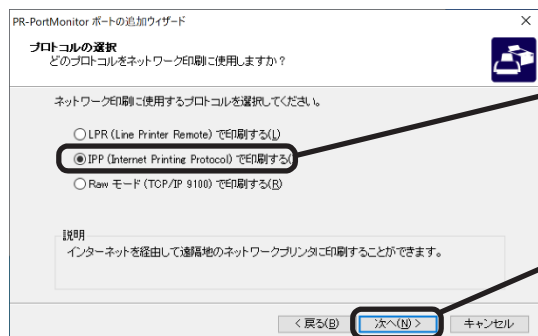 PR-PortMonitor ポートの追加ウィザード
プロトコルの選択
どのプロトコルをネットワーク印刷に使用しますか？
ネットワーク印刷に使用するプロトコルを選択してください。
LPR (Line Printer Remote) で印刷する(L)
IPP (Internet Printing Protocol) で印刷する(
Raw モード (TCP/IP 9100) で印刷する(R)
説明
インターネットを経由して遠隔地のネットワークプリンタに印刷することができます。
< 戻る(B) 次へ(N) > キャンセル